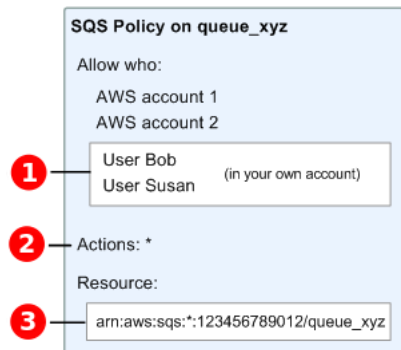 SQS Policy on queue_xyz
Allow who:
AWS account 1
AWS account 2
1
User Bob
User Susan
(in your own account)
2
Actions: *
Resource:
3
arn:aws:sqs:*:123456789012/queue_xyz